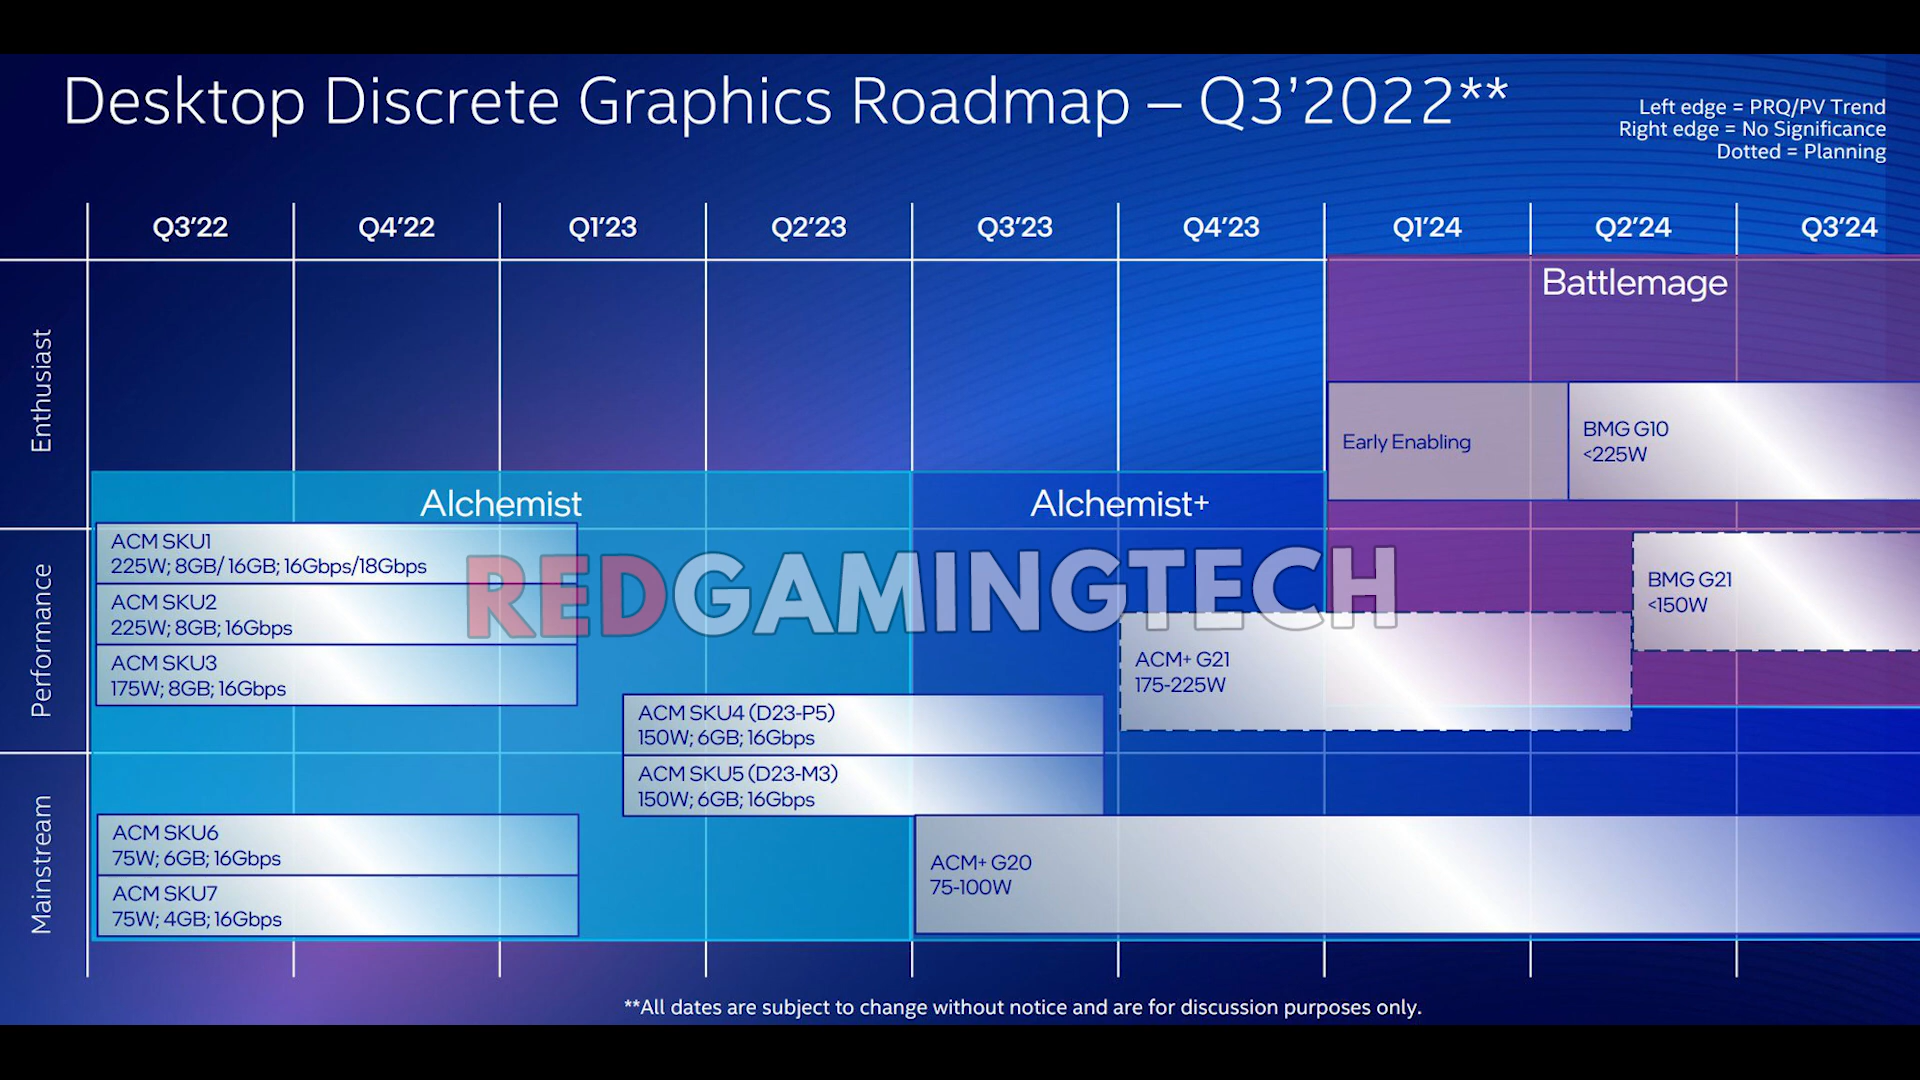 Desktop Discrete Graphics Roadmap – Q3’2022**
Left edge = PRQ/PV Trend
Right edge = No Significance
Dotted = Planning
Q3’22
Q4’22
Q1’23
Q2’23
Q3’23
Q4’23
Q1’24
Q2’24
Q3’24
Enthusiast
Battlemage
Early Enabling
BMG G10
<225W
Alchemist
Alchemist+
Performance
ACM SKU1
225W; 8GB/ 16GB; 16Gbps/18Gbps
ACM SKU2
225W; 8GB; 16Gbps
ACM SKU3
175W; 8GB; 16Gbps
REDGAMINGTECH
BMG G21
<150W
ACM+ G21
175-225W
ACM SKU4 (D23-P5)
150W; 6GB; 16Gbps
ACM SKU5 (D23-M3)
150W; 6GB; 16Gbps
Mainstream
ACM SKU6
75W; 6GB; 16Gbps
ACM SKU7
75W; 4GB; 16Gbps
ACM+ G20
75-100W
**All dates are subject to change without notice and are for discussion purposes only.